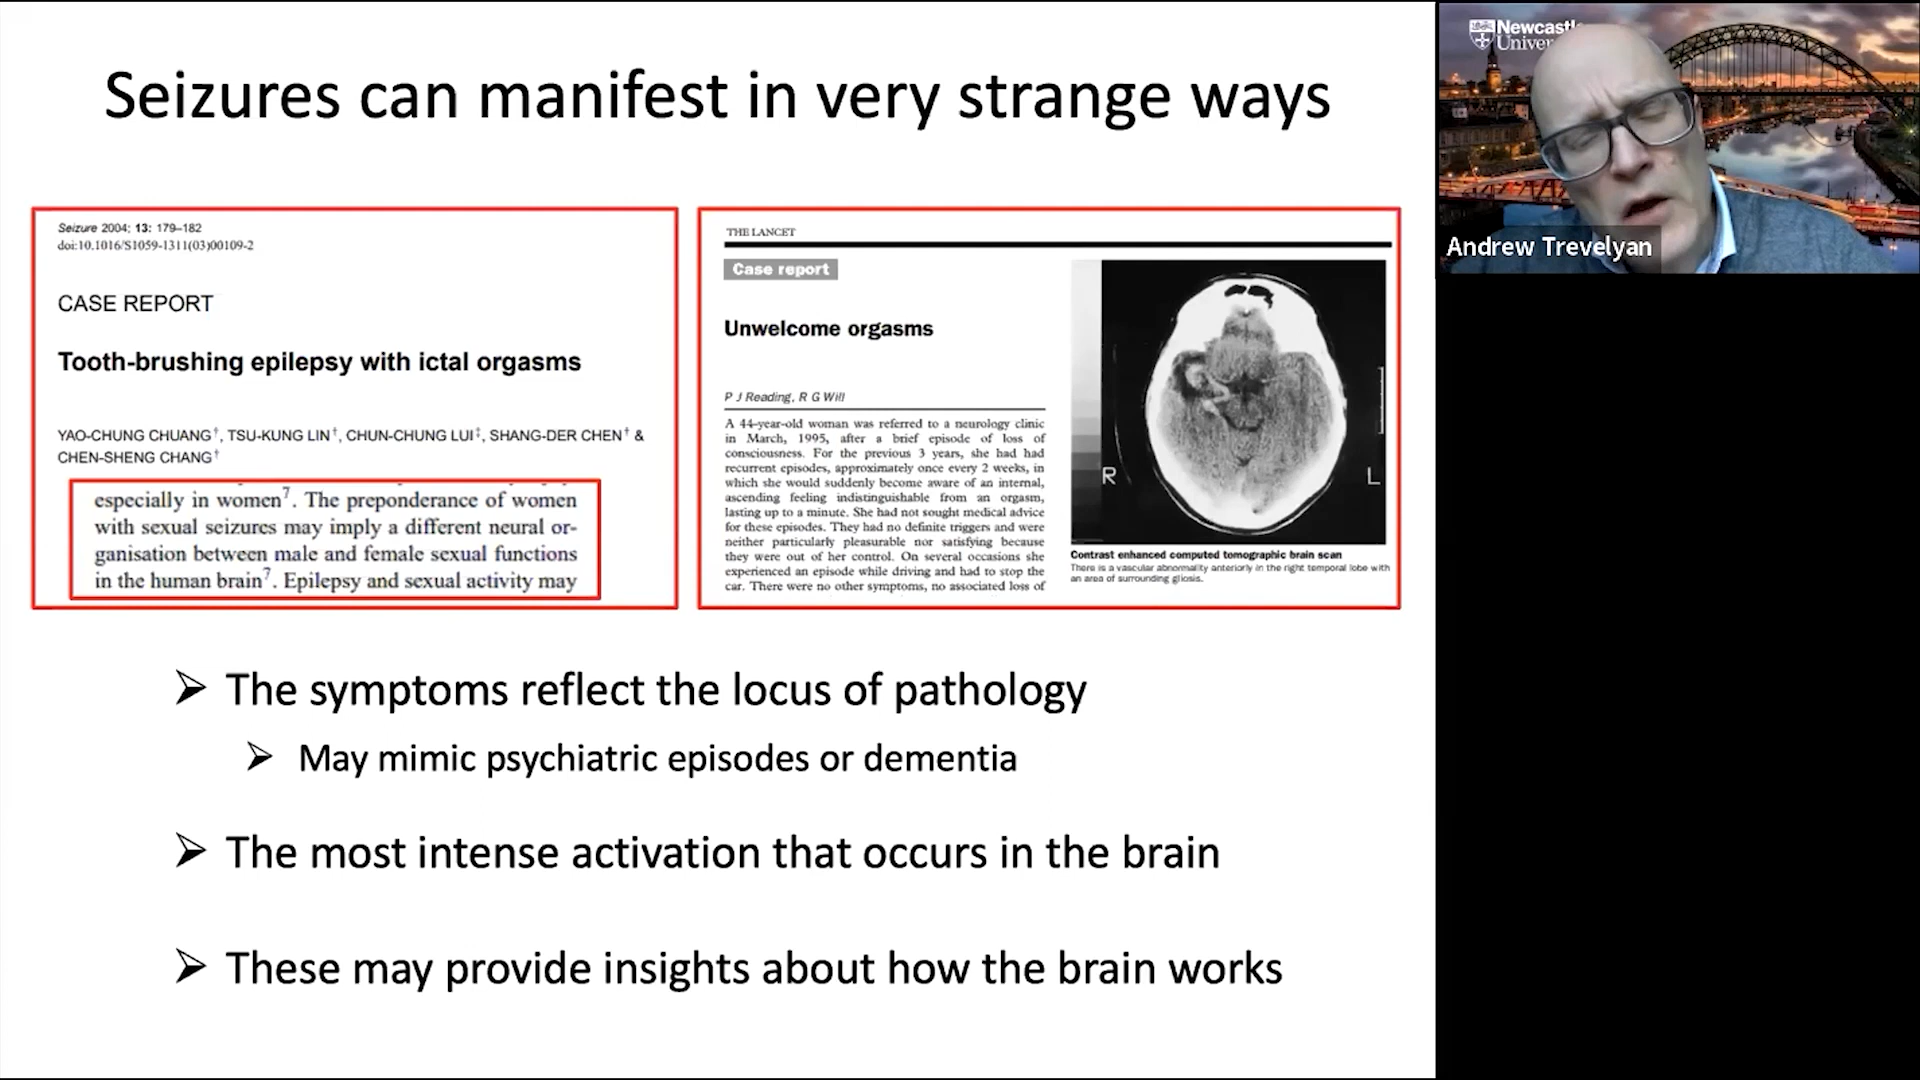 Seizures can manifest in very strange ways
Seizure 2004; 13: 179–182
doi:10.1016/S1059-1311(03)00109-2
CASE REPORT
Tooth-brushing epilepsy with ictal orgasms
YAO-CHUNG CHUANG†, TSU-KUNG LIN†, CHUN-CHUNG LUI‡, SHANG-DER CHEN† &
CHEN-SHENG CHANG†
especially in women7. The preponderance of women
with sexual seizures may imply a different neural or-
ganisation between male and female sexual functions
in the human brain7. Epilepsy and sexual activity may
THE LANCET
Case report
Unwelcome orgasms
P J Reading, R G Will
A 44-year-old woman was referred to a neurology clinic
in March, 1995, after a brief episode of loss of
consciousness. For the previous 3 years, she had had
recurrent episodes, approximately once every 2 weeks, in
which she would suddenly become aware of an internal,
ascending feeling indistinguishable from an orgasm,
lasting up to a minute. She had not sought medical advice
for these episodes. They had no definite triggers and were
neither particularly pleasurable nor satisfying because
they were out of her control. On several occasions she
experienced an episode while driving and had to stop the
car. There were no other symptoms, no associated loss of
R
L
Contrast enhanced computed tomographic brain scan
There is a vascular abnormality anteriorly in the right temporal lobe with
an area of surrounding gliosis.
➢ The symptoms reflect the locus of pathology
➢ May mimic psychiatric episodes or dementia
➢ The most intense activation that occurs in the brain
➢ These may provide insights about how the brain works
Newcastl
Univer
Andrew Trevelyan